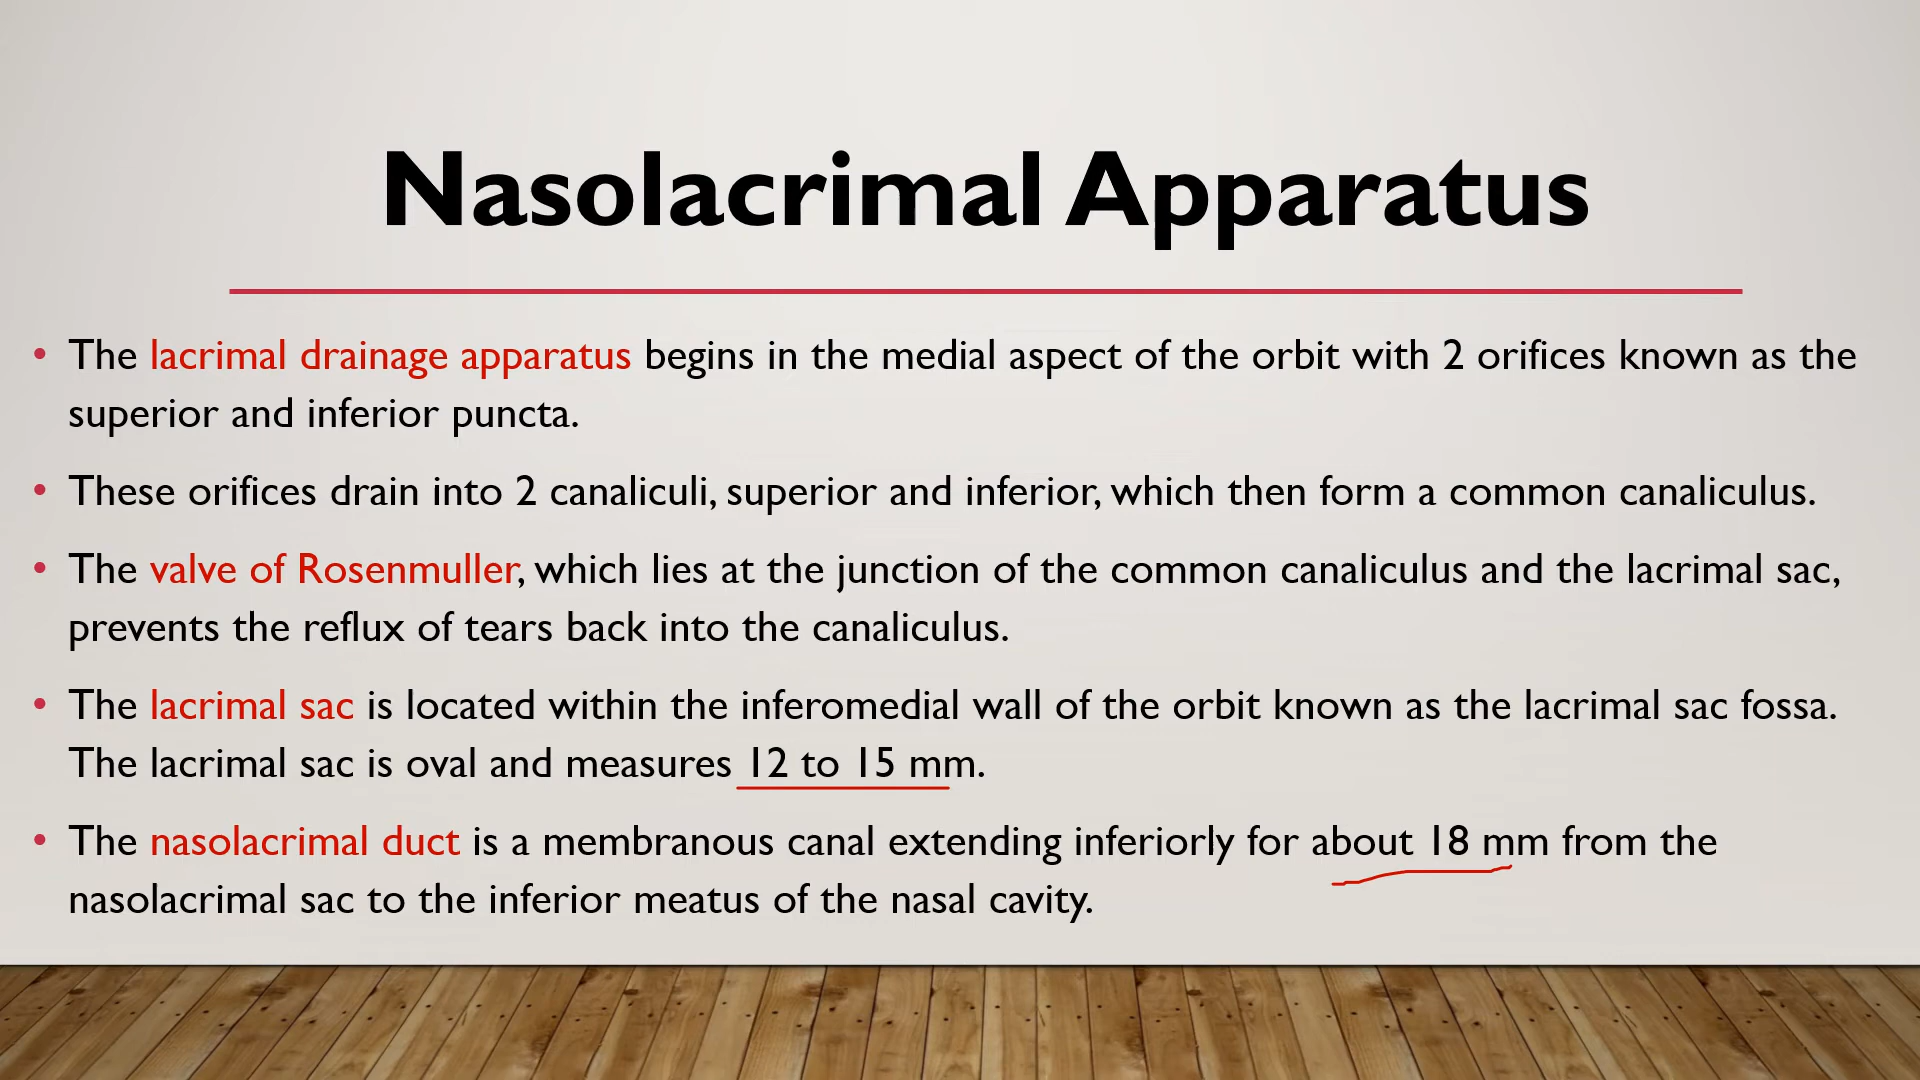 Nasolacrimal Apparatus
• The lacrimal drainage apparatus begins in the medial aspect of the orbit with 2 orifices known as the
superior and inferior puncta.
• These orifices drain into 2 canaliculi, superior and inferior, which then form a common canaliculus.
• The valve of Rosenmuller, which lies at the junction of the common canaliculus and the lacrimal sac,
prevents the reflux of tears back into the canaliculus.
• The lacrimal sac is located within the inferomedial wall of the orbit known as the lacrimal sac fossa.
The lacrimal sac is oval and measures 12 to 15 mm.
• The nasolacrimal duct is a membranous canal extending inferiorly for about 18 mm from the
nasolacrimal sac to the inferior meatus of the nasal cavity.